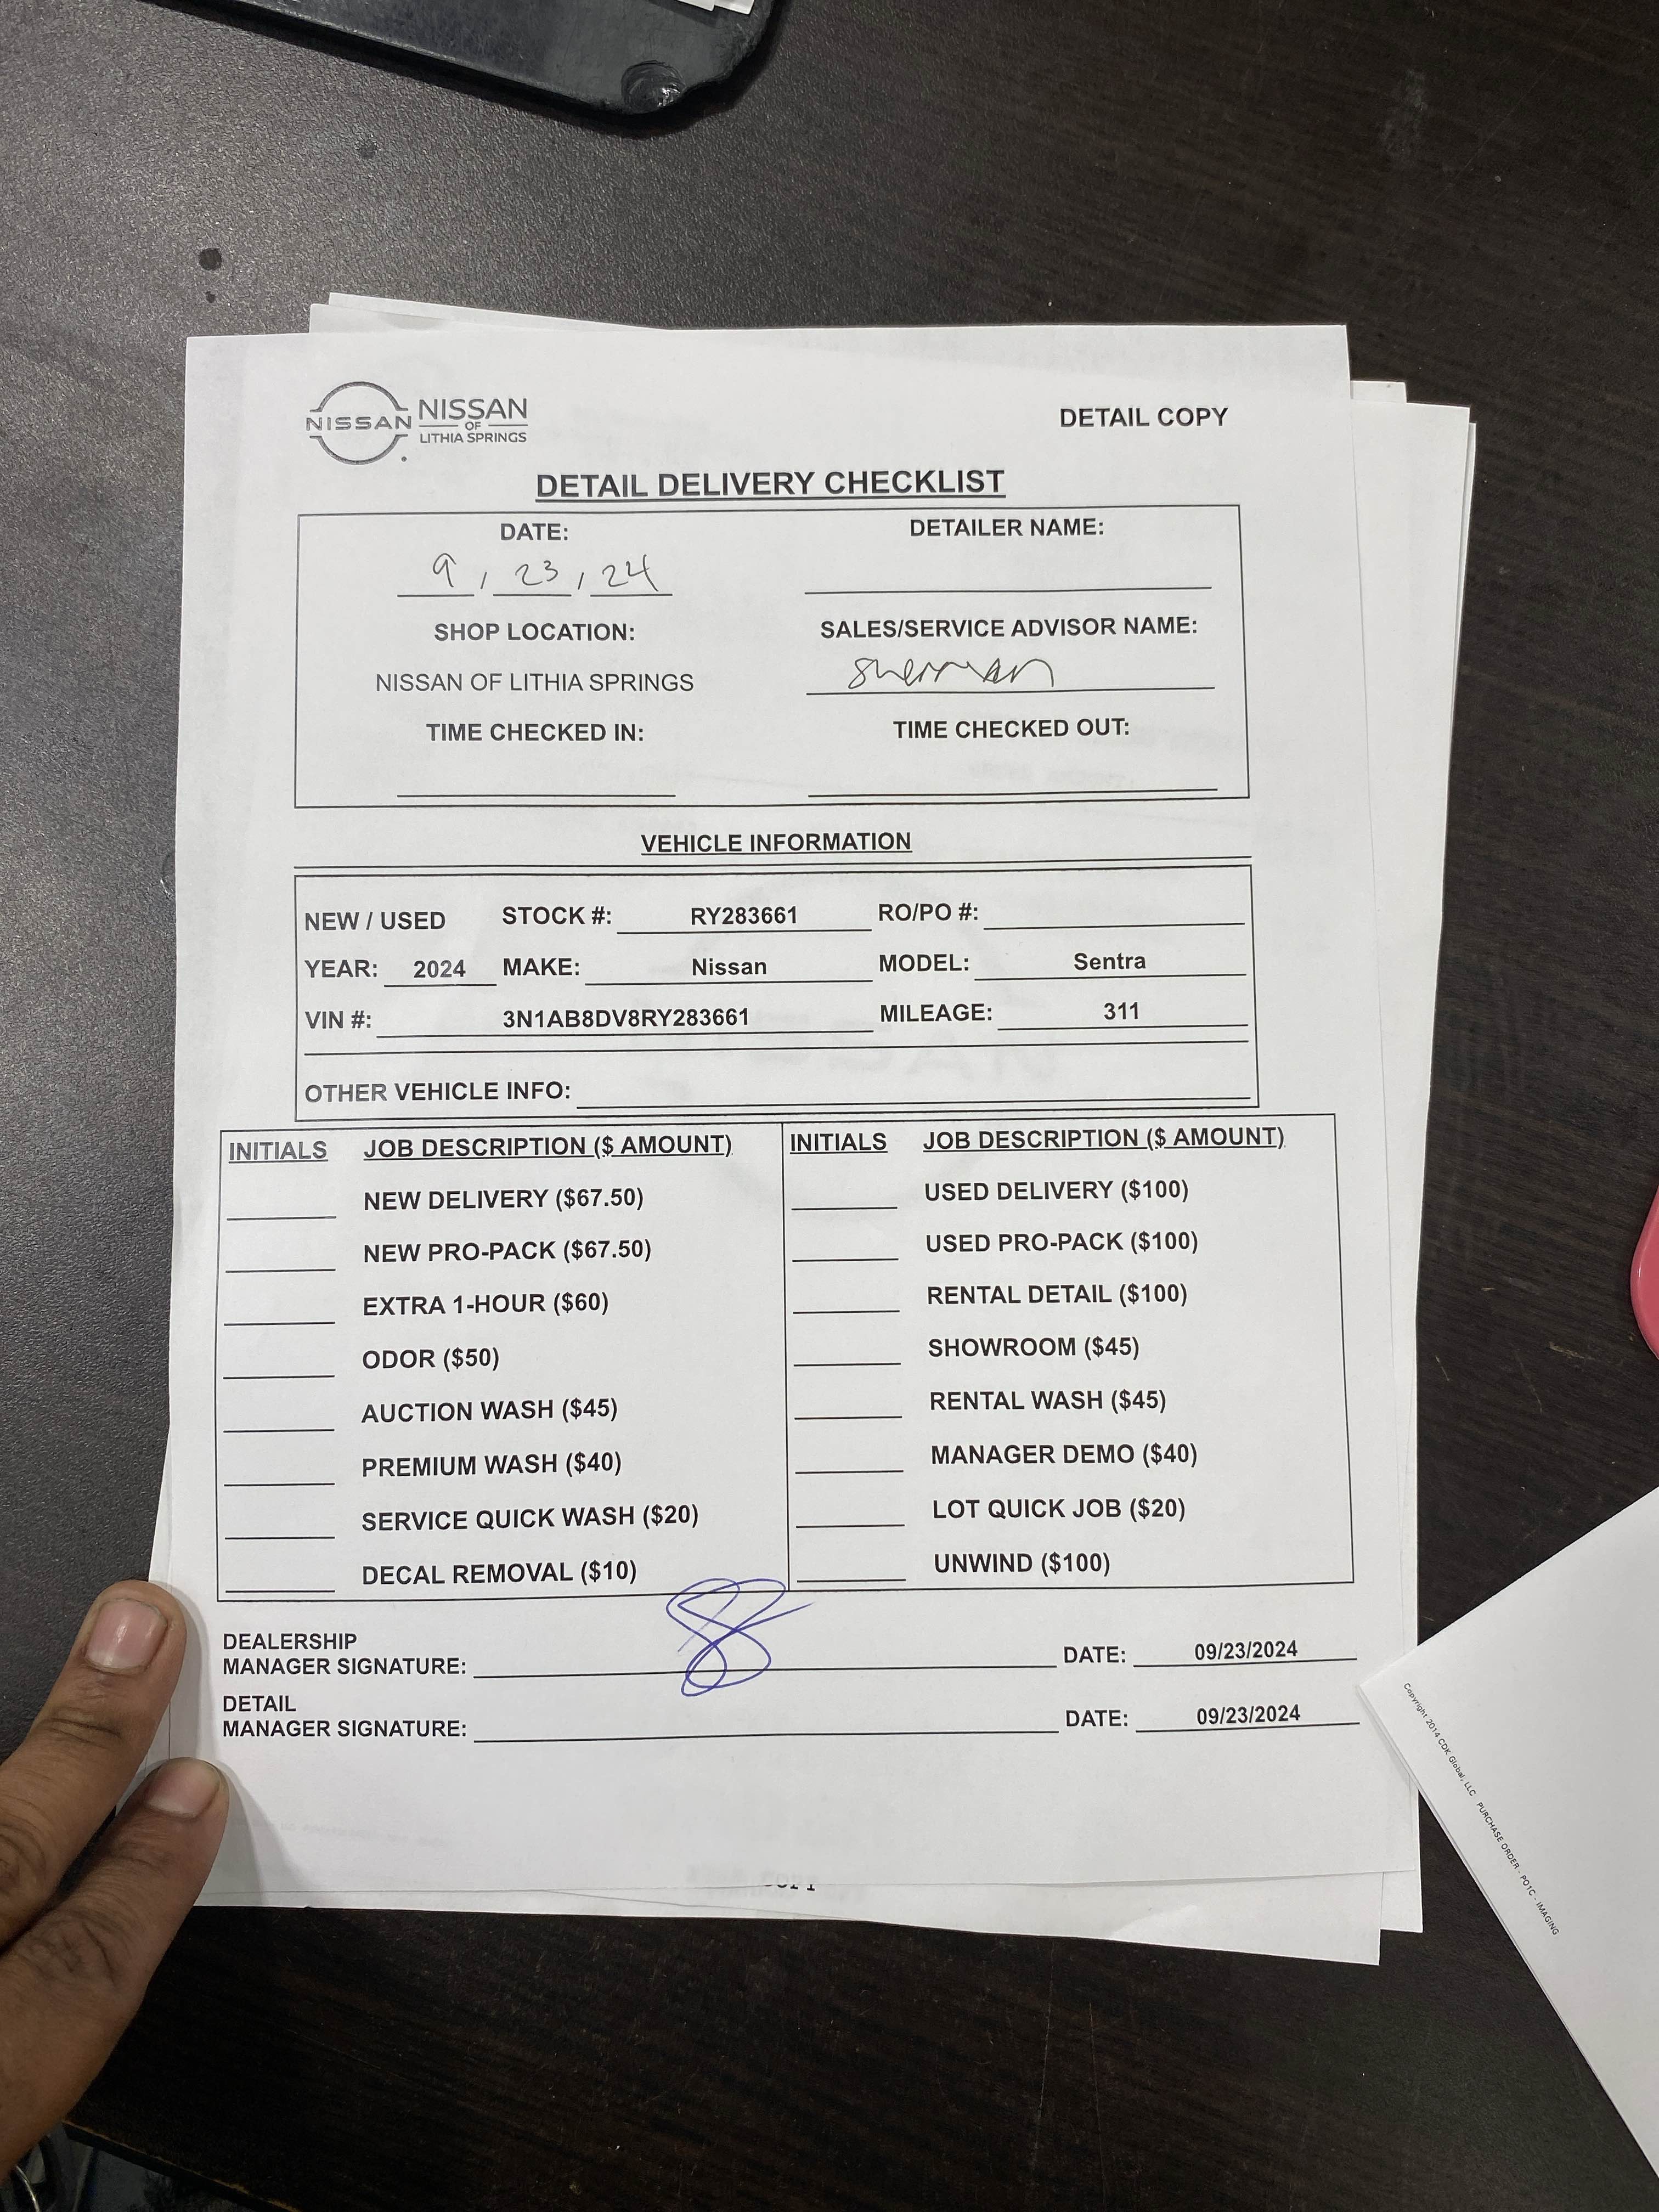 NISSAN NISSAN
OF
LITHIA SPRINGS
DETAIL COPY
DETAIL DELIVERY CHECKLIST
DATE: DETAILER NAME:
9 / 23 / 24
SHOP LOCATION: SALES/SERVICE ADVISOR NAME:
NISSAN OF LITHIA SPRINGS Sherman
TIME CHECKED IN: TIME CHECKED OUT:
VEHICLE INFORMATION
NEW / USED STOCK #: RY283661 RO/PO #:
YEAR: 2024 MAKE: Nissan MODEL: Sentra
VIN #: 3N1AB8DV8RY283661 MILEAGE: 311
OTHER VEHICLE INFO:
INITIALS JOB DESCRIPTION ($ AMOUNT) INITIALS JOB DESCRIPTION ($ AMOUNT)
NEW DELIVERY ($67.50) USED DELIVERY ($100)
NEW PRO-PACK ($67.50) USED PRO-PACK ($100)
EXTRA 1-HOUR ($60) RENTAL DETAIL ($100)
ODOR ($50) SHOWROOM ($45)
AUCTION WASH ($45) RENTAL WASH ($45)
PREMIUM WASH ($40) MANAGER DEMO ($40)
SERVICE QUICK WASH ($20) LOT QUICK JOB ($20)
DECAL REMOVAL ($10) UNWIND ($100)
DEALERSHIP
MANAGER SIGNATURE: DATE: 09/23/2024
DETAIL
MANAGER SIGNATURE: DATE: 09/23/2024
Copyright 2014 CDK Global, LLC PURCHASE ORDER - PO1C - IMAGING